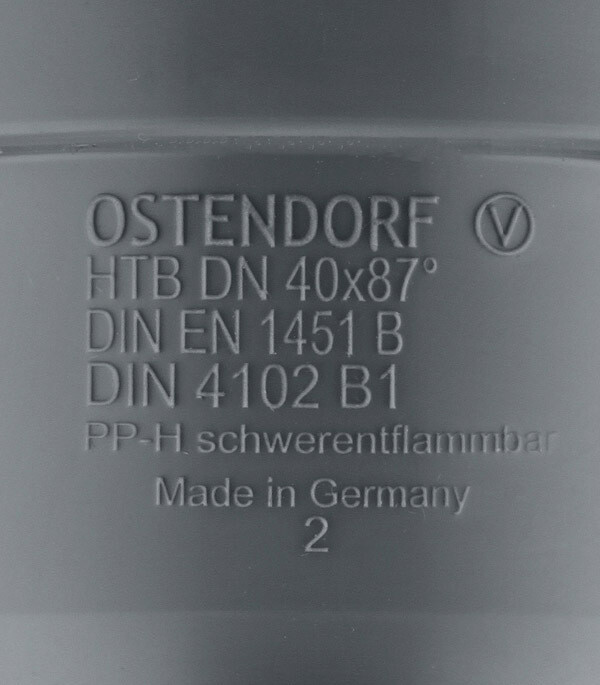 OSTENDORF Ⓥ
HTB DN 40x87°
DIN EN 1451 B
DIN 4102 B1
PP-H schwerentflammbar
Made in Germany
2